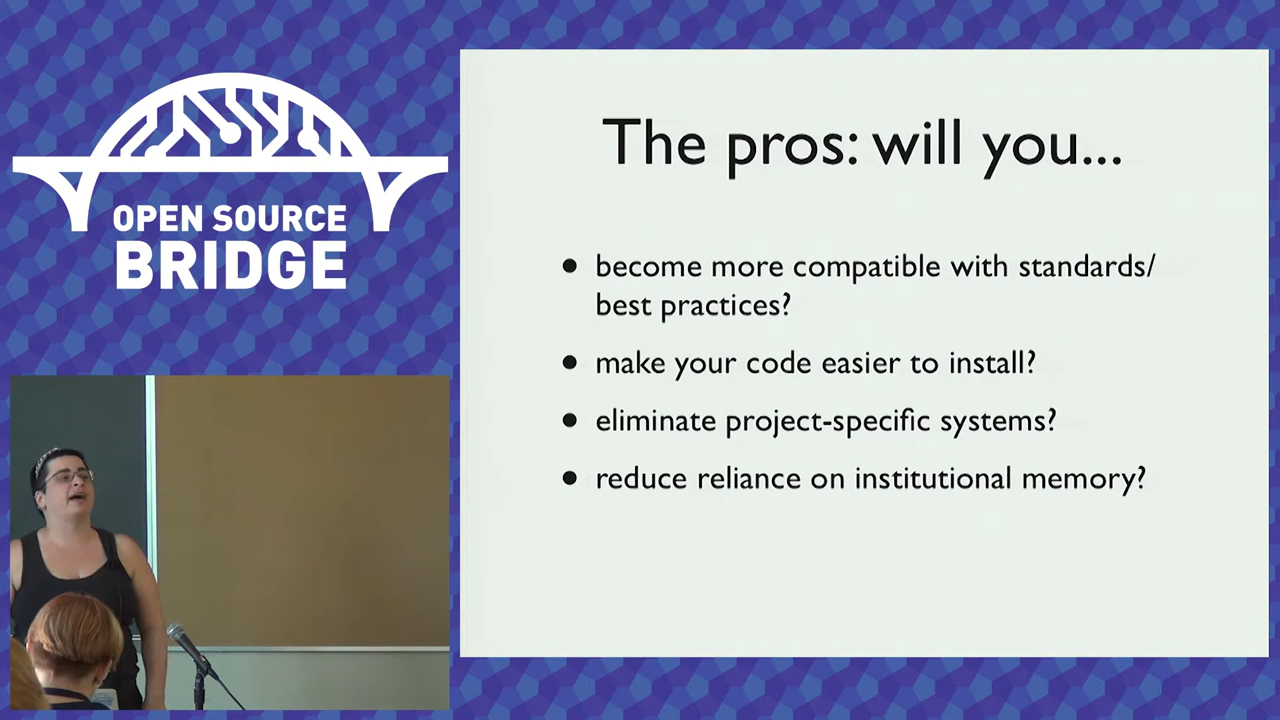 OPEN SOURCE
BRIDGE
The pros: will you...
• become more compatible with standards/
best practices?
• make your code easier to install?
• eliminate project-specific systems?
• reduce reliance on institutional memory?